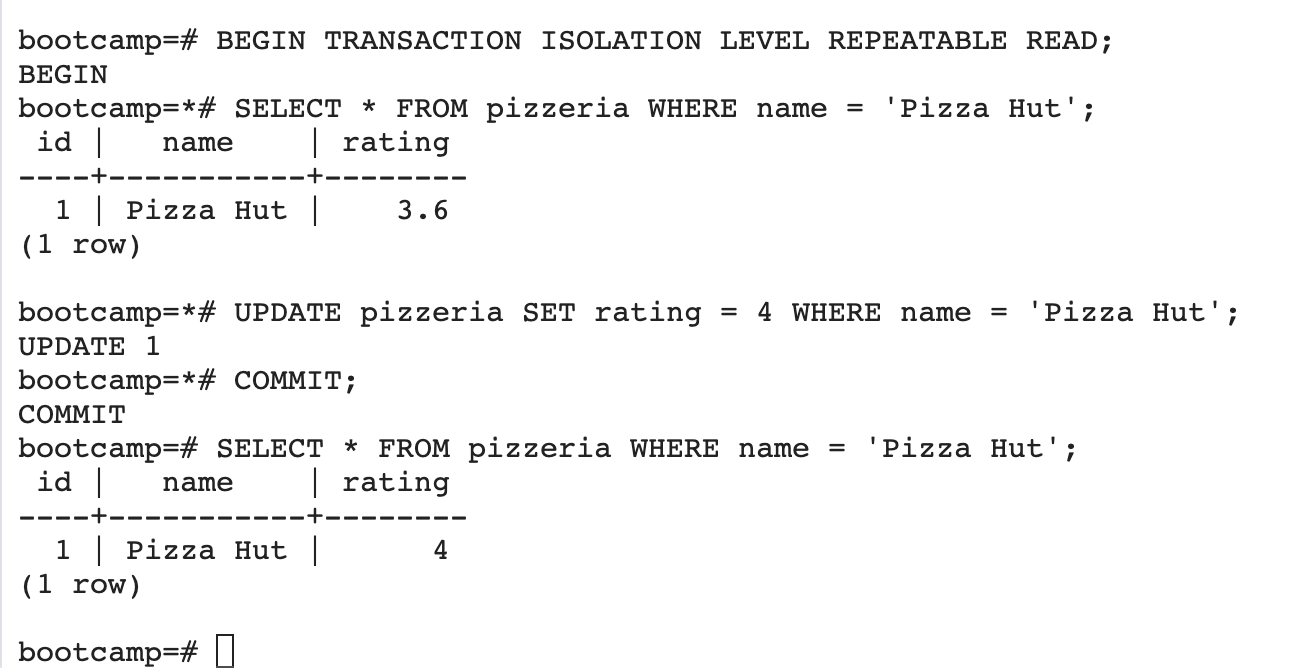 bootcamp=# BEGIN TRANSACTION ISOLATION LEVEL REPEATABLE READ;
BEGIN
bootcamp=*# SELECT * FROM pizzeria WHERE name = 'Pizza Hut';
 id |   name    | rating
----+-----------+--------
  1 | Pizza Hut |    3.6
(1 row)

bootcamp=*# UPDATE pizzeria SET rating = 4 WHERE name = 'Pizza Hut';
UPDATE 1
bootcamp=*# COMMIT;
COMMIT
bootcamp=# SELECT * FROM pizzeria WHERE name = 'Pizza Hut';
 id |   name    | rating
----+-----------+--------
  1 | Pizza Hut |      4
(1 row)

bootcamp=#